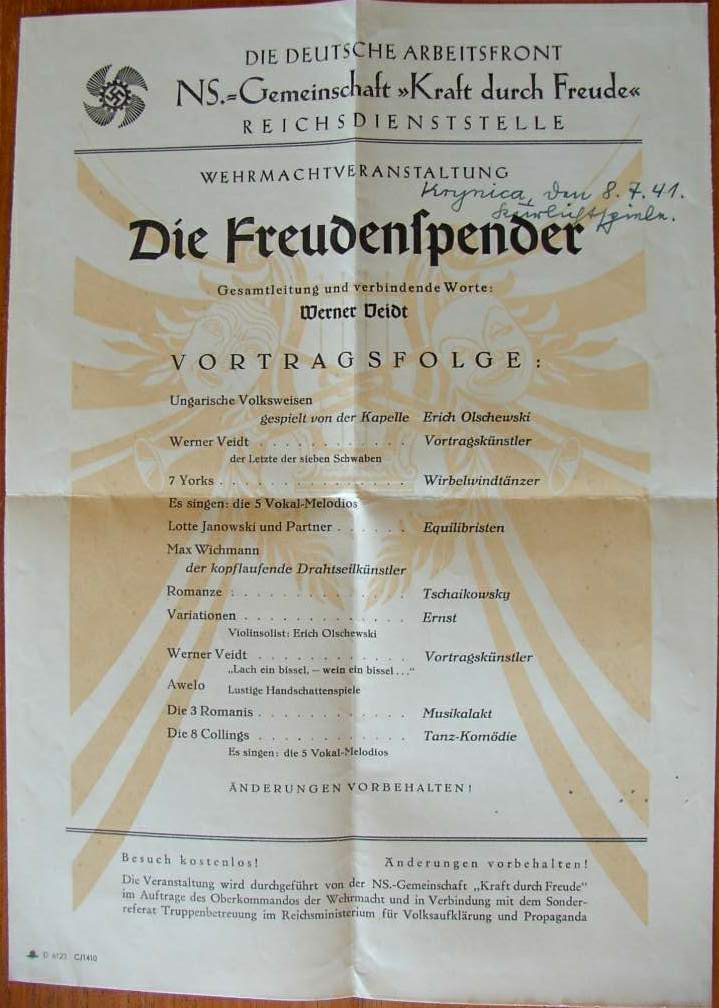 DIE DEUTSCHE ARBEITSFRONT
NS.=Gemeinschaft »Kraft durch Freude«
REICHSDIENSTSTELLE
WEHRMACHTVERANSTALTUNG
Krynica, den 8. 7. 41.
Die Freudenſpender
Gesamtleitung und verbindende Worte:
Werner Veidt
VORTRAGSFOLGE:
Ungarische Volksweisen
gespielt von der Kapelle Erich Olschewski
Werner Veidt . . . . . . . . . . . . Vortragskünstler
der Letzte der sieben Schwaben
7 Yorks . . . . . . . . . . . . . . . Wirbelwindtänzer
Es singen: die 5 Vokal-Melodios
Lotte Janowski und Partner . . . . . . Equilibristen
Max Wichmann
der kopflaufende Drahtseilkünstler
Romanze . . . . . . . . . . . . . . Tschaikowsky
Variationen . . . . . . . . . . . . . Ernst
Violinsolist: Erich Olschewski
Werner Veidt . . . . . . . . . . . . Vortragskünstler
„Lach ein bissel, – wein ein bissel . . .“
Awelo Lustige Handschattenspiele
Die 3 Romanis . . . . . . . . . . . . Musikalakt
Die 8 Collings . . . . . . . . . . . . Tanz-Komödie
Es singen: die 5 Vokal-Melodios
ÄNDERUNGEN VORBEHALTEN!
Besuch kostenlos! Änderungen vorbehalten!
Die Veranstaltung wird durchgeführt von der NS.-Gemeinschaft „Kraft durch Freude“
im Auftrage des Oberkommandos der Wehrmacht und in Verbindung mit dem Sonder-
referat Truppenbetreuung im Reichsministerium für Volksaufklärung und Propaganda
D 6123 C/1410